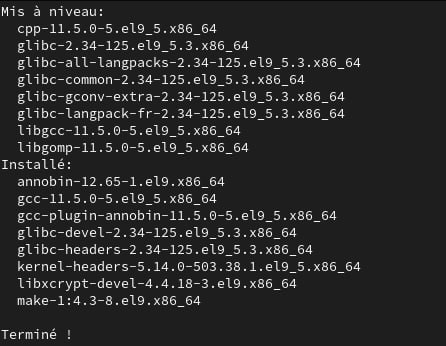 Mis à niveau:
  cpp-11.5.0-5.el9_5.x86_64
  glibc-2.34-125.el9_5.3.x86_64
  glibc-all-langpacks-2.34-125.el9_5.3.x86_64
  glibc-common-2.34-125.el9_5.3.x86_64
  glibc-gconv-extra-2.34-125.el9_5.3.x86_64
  glibc-langpack-fr-2.34-125.el9_5.3.x86_64
  libgcc-11.5.0-5.el9_5.x86_64
  libgomp-11.5.0-5.el9_5.x86_64
Installé:
  annobin-12.65-1.el9.x86_64
  gcc-11.5.0-5.el9_5.x86_64
  gcc-plugin-annobin-11.5.0-5.el9_5.x86_64
  glibc-devel-2.34-125.el9_5.3.x86_64
  glibc-headers-2.34-125.el9_5.3.x86_64
  kernel-headers-5.14.0-503.38.1.el9_5.x86_64
  libxcrypt-devel-4.4.18-3.el9.x86_64
  make-1:4.3-8.el9.x86_64

Terminé !